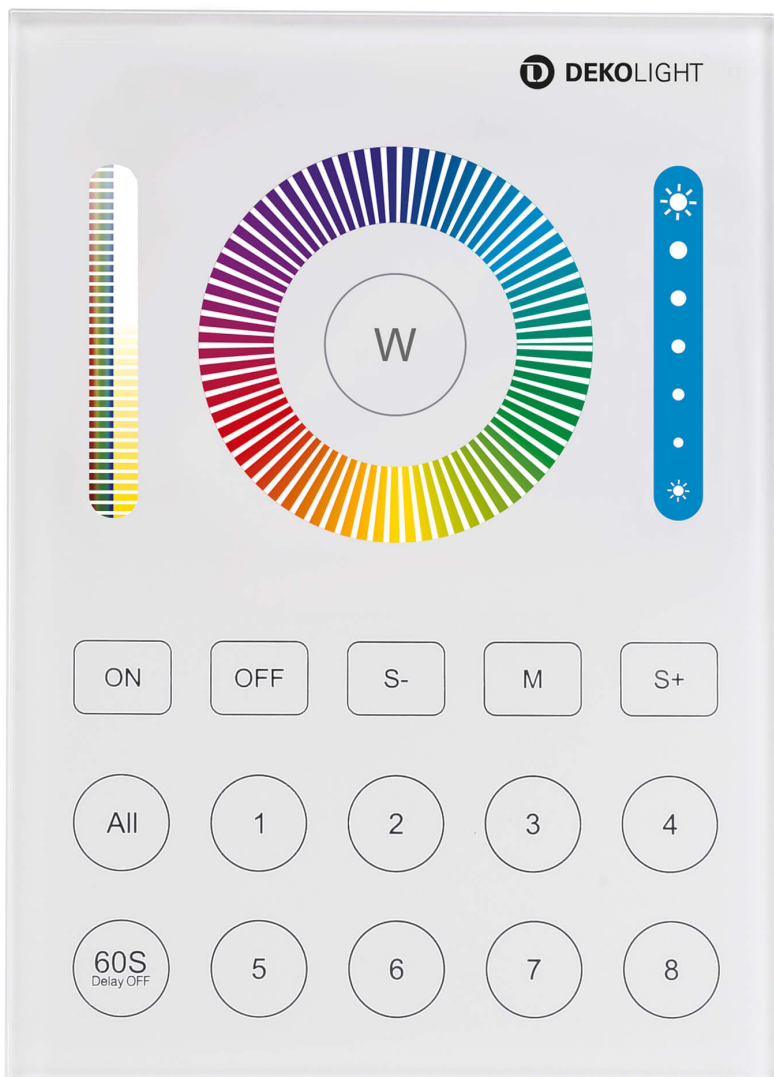 DEKOLIGHT
W
ON OFF S- M S+
All 1 2 3 4
60S
Delay OFF
5 6 7 8